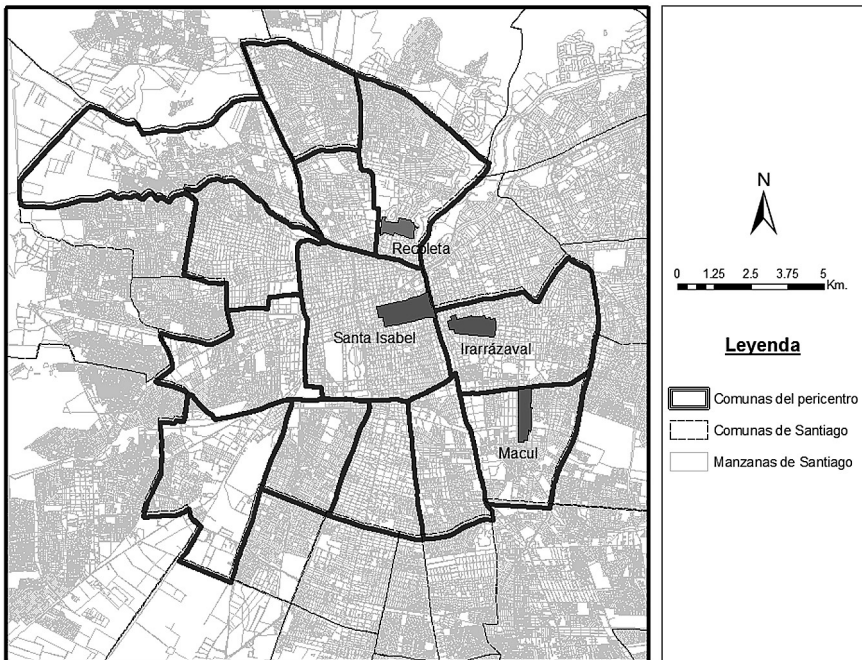 Recoleta
Santa Isabel
Irarrázaval
Macul
N
0 1.25 2.5 3.75 5
Km.
Leyenda
Comunas del pericentro
Comunas de Santiago
Manzanas de Santiago